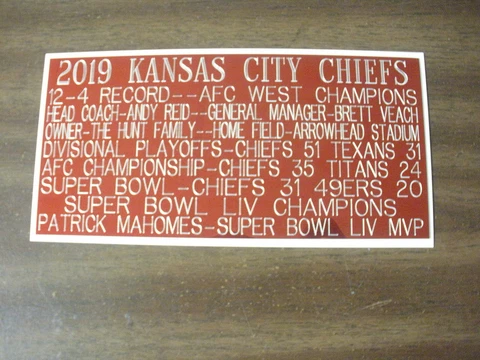 2019 KANSAS CITY CHIEFS
12-4 RECORD--AFC WEST CHAMPIONS
HEAD COACH-ANDY REID--GENERAL MANAGER-BRETT VEACH
OWNER-THE HUNT FAMILY--HOME FIELD-ARROWHEAD STADIUM
DIVISIONAL PLAYOFFS-CHIEFS 51 TEXANS 31
AFC CHAMPIONSHIP-CHIEFS 35 TITANS 24
SUPER BOWL-CHIEFS 31 49ERS 20
SUPER BOWL LIV CHAMPIONS
PATRICK MAHOMES-SUPER BOWL LIV MVP